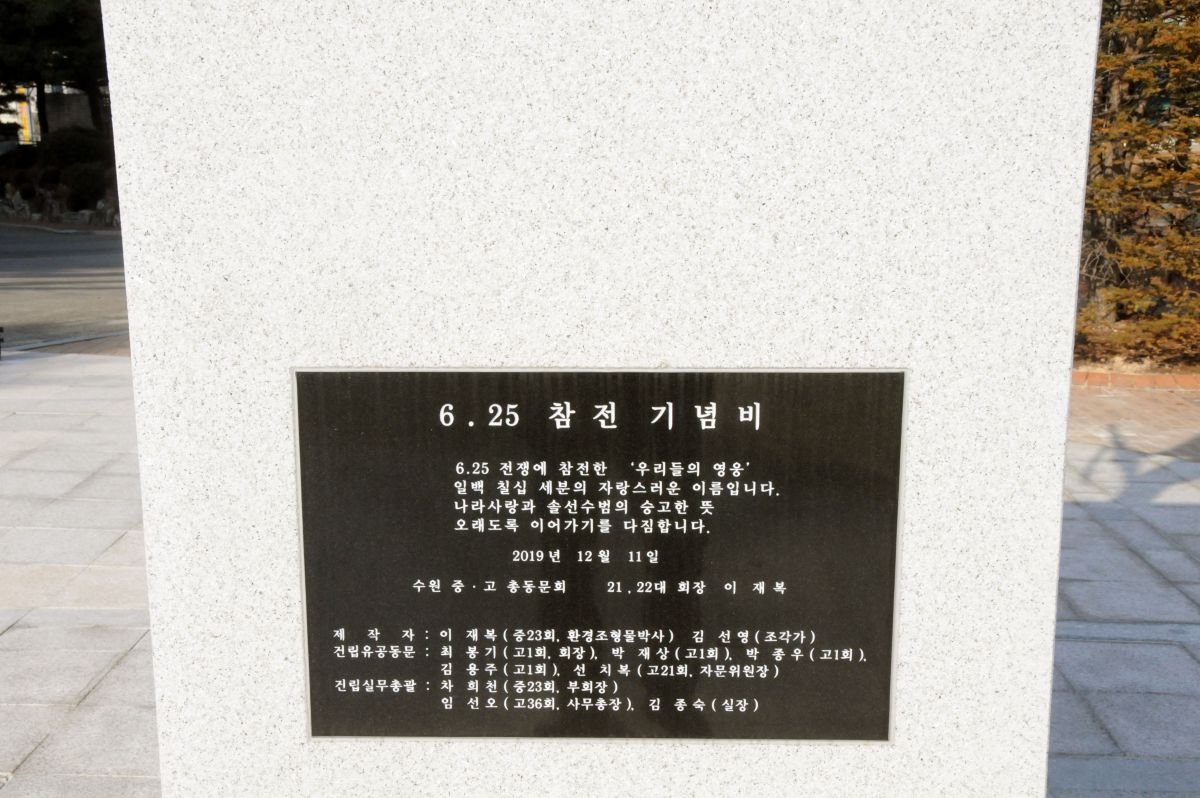 6.25 참전 기념비
6.25 전쟁에 참전한 '우리들의 영웅'
일백 칠십 세분의 자랑스러운 이름입니다.
나라사랑과 솔선수범의 숭고한 뜻
오래도록 이어가기를 다짐합니다.
2019년 12월 11일
수원 중·고 총동문회 21, 22대 회장 이 재복
제 작 자 : 이 재복(중23회, 환경조형물박사) 김 선영(조각가)
건립유공동문 : 최 봉기(고1회, 회장), 박 재상(고1회), 박 종우(고1회),
김 용주(고1회), 선 치복(고21회, 자문위원장)
건립실무총괄 : 차 희천(중23회, 부회장)
임 선오(고36회, 사무총장), 김 종숙(실장)